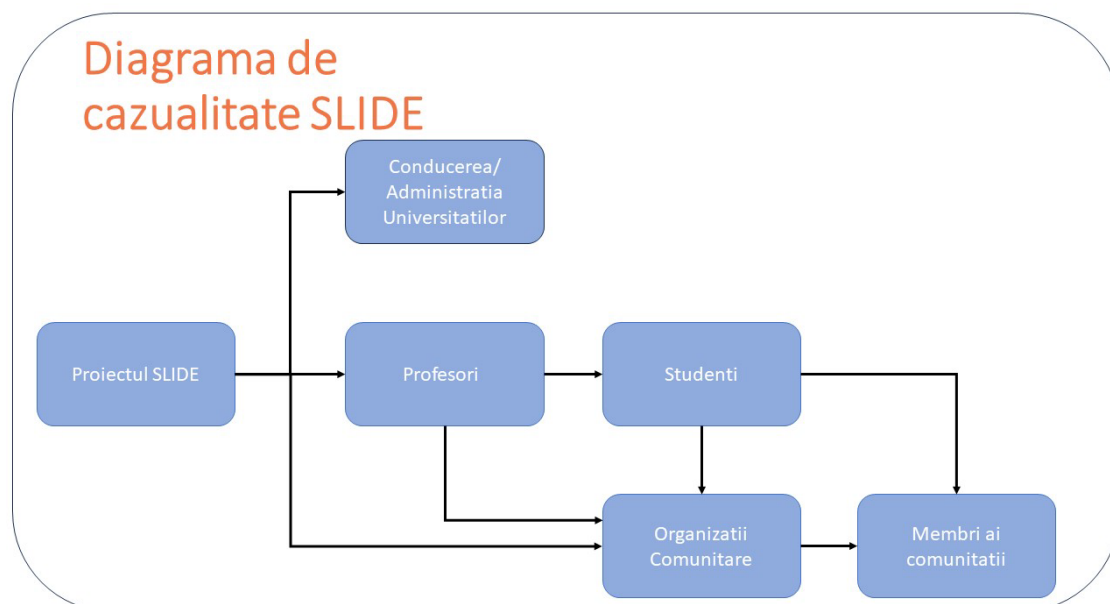 Diagrama de
cazualitate SLIDE
Conducerea/
Administratia
Universitatilor
Proiectul SLIDE
Profesori
Studenti
Organizatii
Comunitare
Membri ai
comunitatii